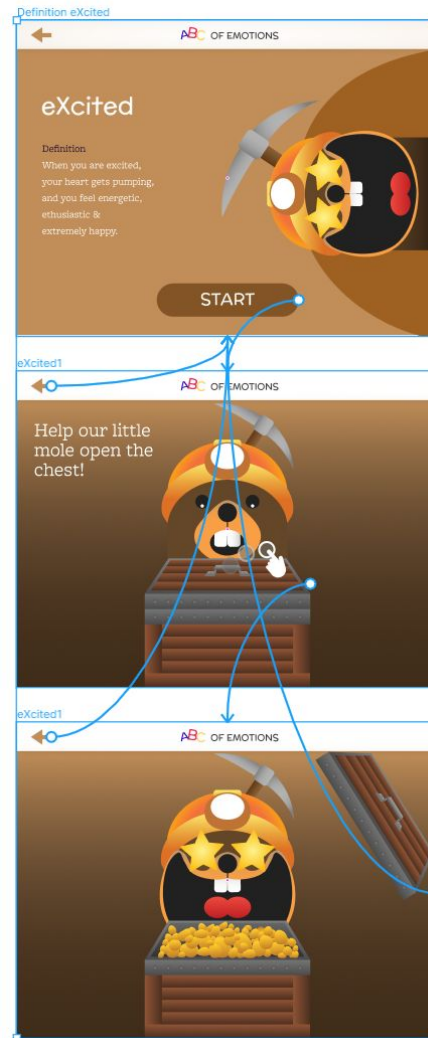 Definition eXcited
ABC OF EMOTIONS
eXcited
Definition
When you are excited,
your heart gets pumping,
and you feel energetic,
ethusiastic &
extremely happy.
START
eXcited1
ABC OF EMOTIONS
Help our little
mole open the
chest!
eXcited1
ABC OF EMOTIONS